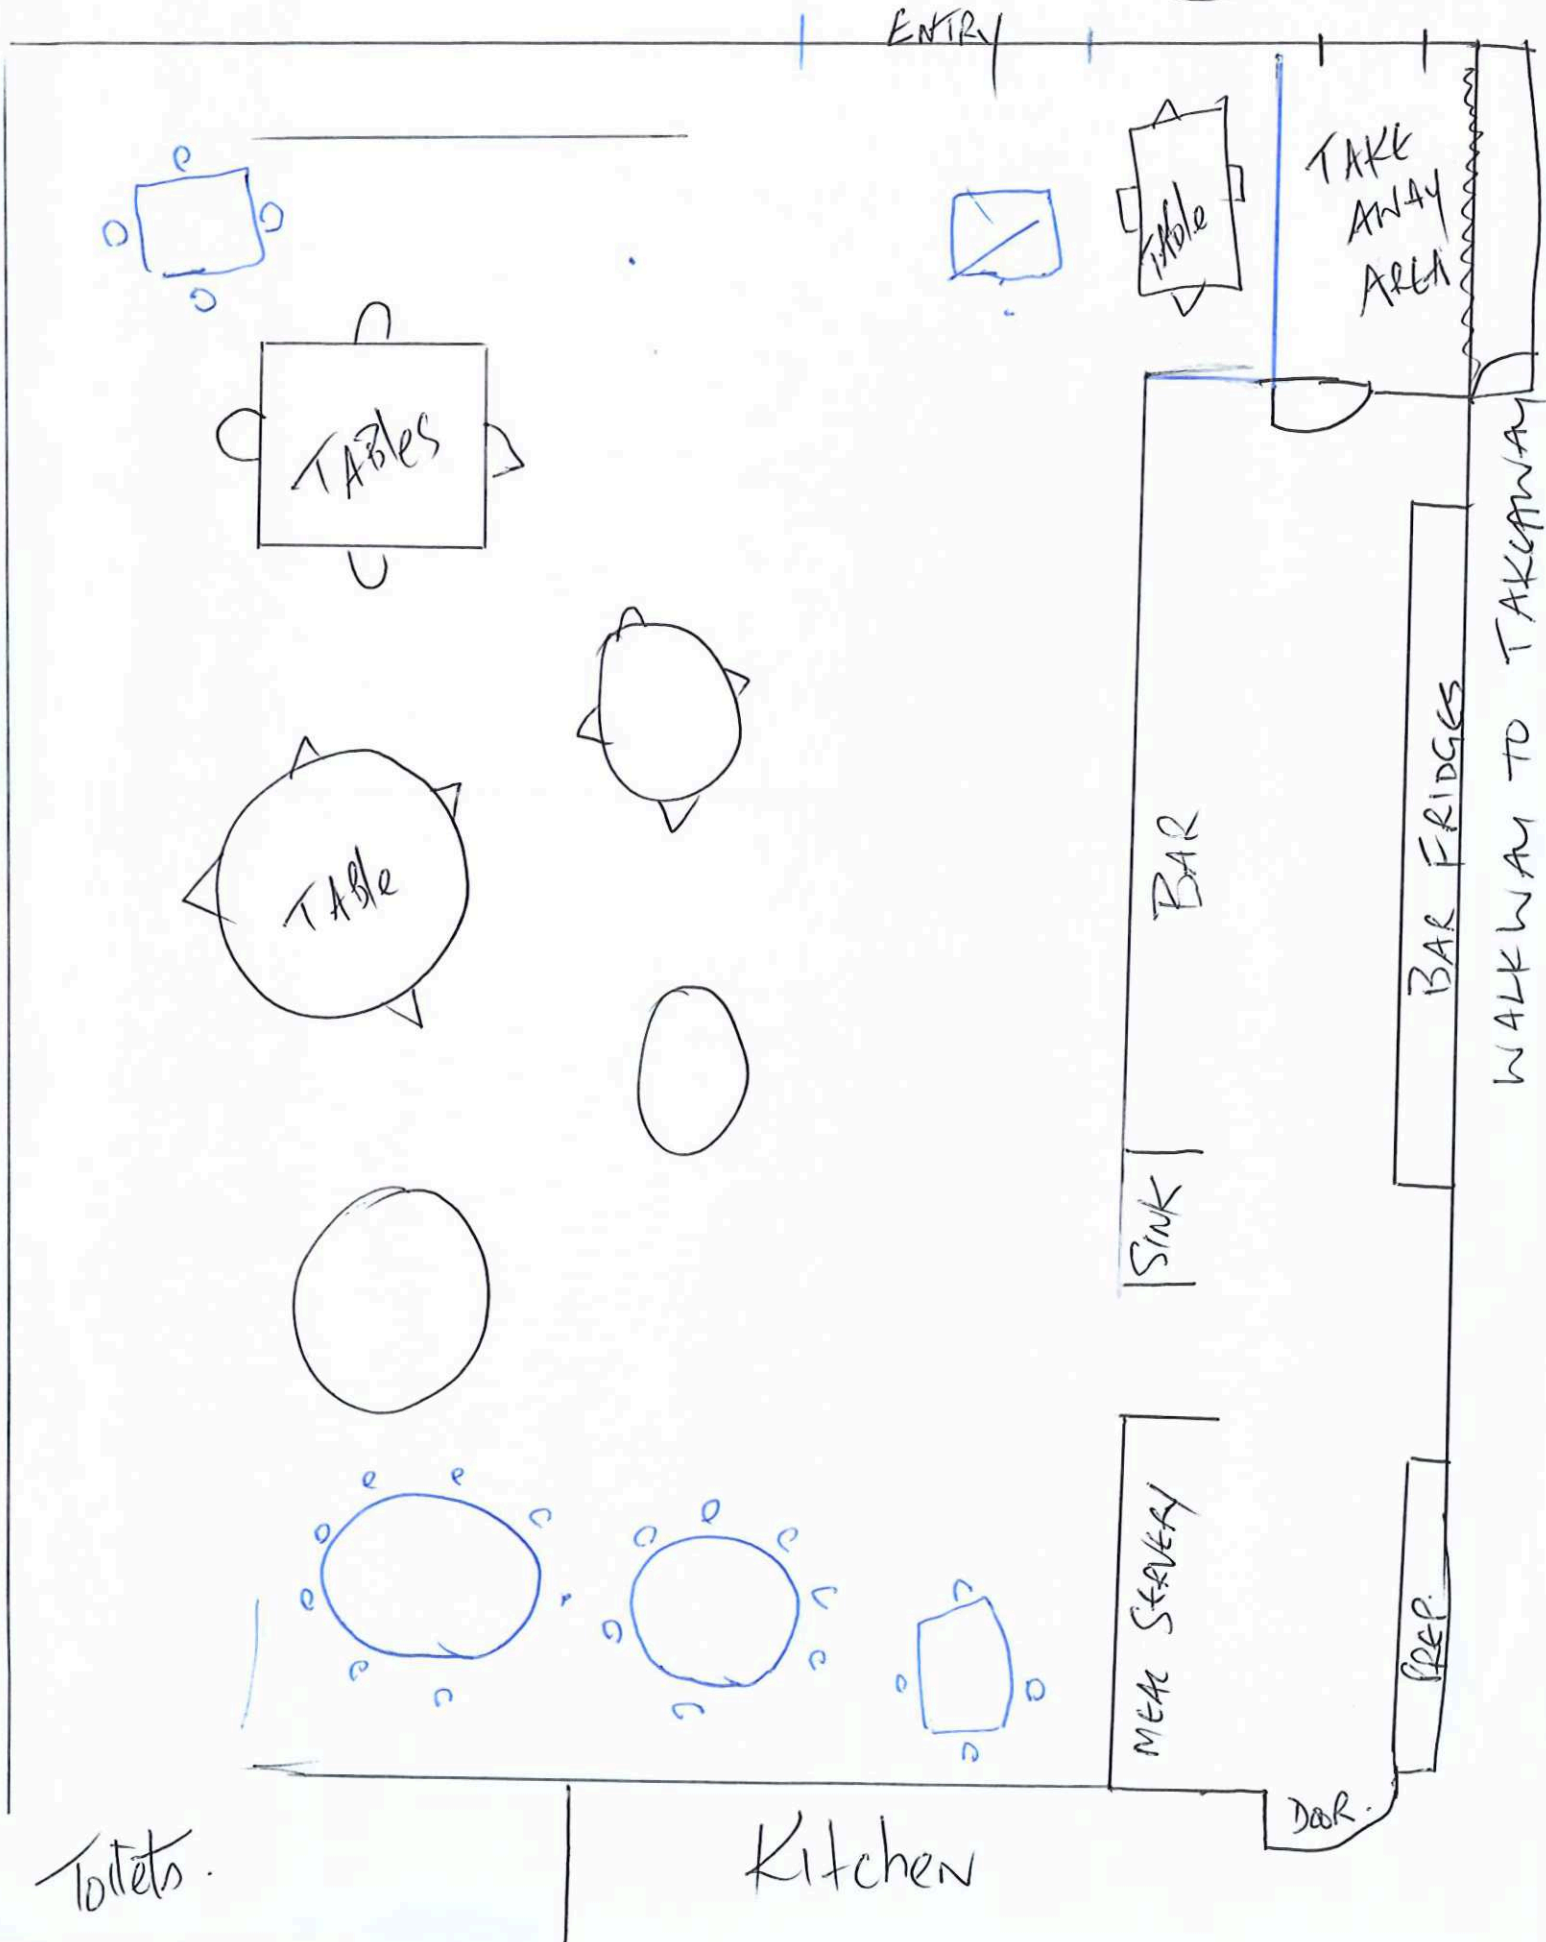 ENTRY
TAKE
AWAY
AREA
TAble
TABles
WALKWAY TO TAKEAWAY
BAR FRIDGES
BAR
TABle
SINK
MEAL SERVERY
PREP.
DOOR.
Toilets.
Kitchen